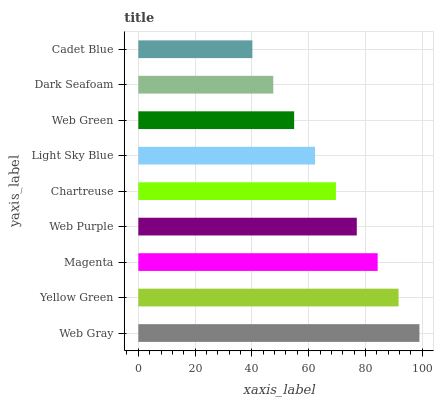 title
Cadet Blue
Dark Seafoam
Web Green
Light Sky Blue
Chartreuse
Web Purple
Magenta
Yellow Green
Web Gray
yaxis_label
0 20 40 60 80 100
xaxis_label